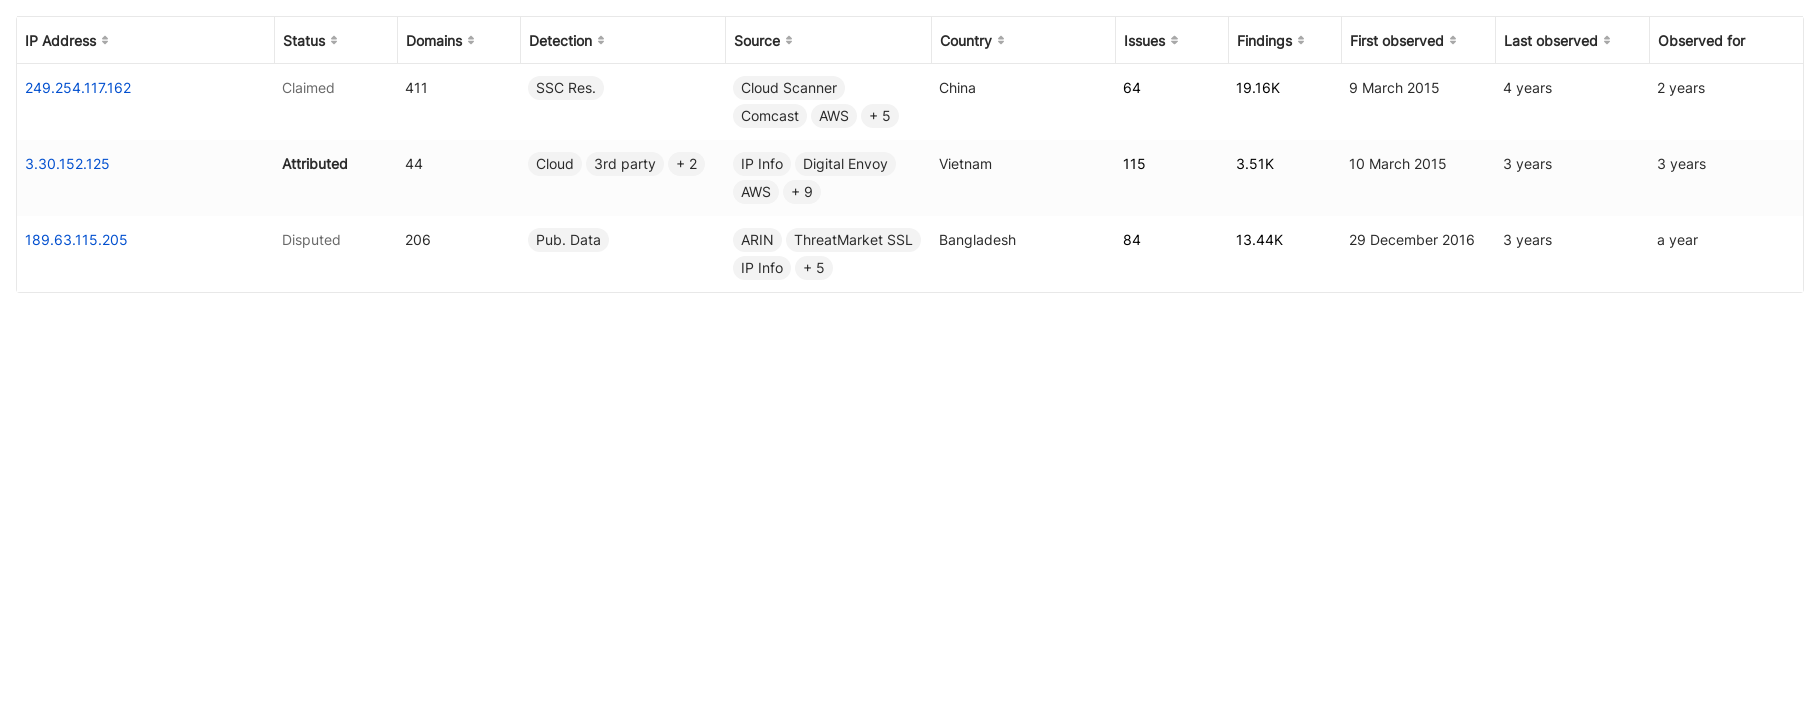 IP Address Status Domains Detection Source Country Issues Findings First observed Last observed Observed for
249.254.117.162 Claimed 411 SSC Res. Cloud Scanner China 64 19.16K 9 March 2015 4 years 2 years
Comcast AWS + 5
3.30.152.125 Attributed 44 Cloud 3rd party + 2 IP Info Digital Envoy Vietnam 115 3.51K 10 March 2015 3 years 3 years
AWS + 9
189.63.115.205 Disputed 206 Pub. Data ARIN ThreatMarket SSL Bangladesh 84 13.44K 29 December 2016 3 years a year
IP Info + 5